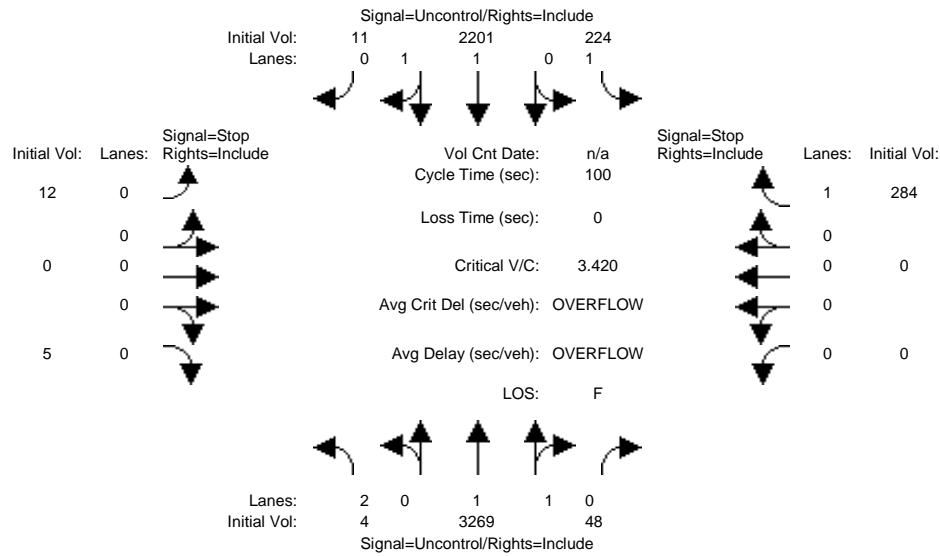 Signal=Uncontrol/Rights=Include
Initial Vol: 11 2201 224
Lanes: 0 1 1 0 1
Signal=Stop Signal=Stop
Initial Vol: Lanes: Rights=Include Vol Cnt Date: n/a Rights=Include Lanes: Initial Vol:
Cycle Time (sec): 100
12 0 1 284
Loss Time (sec): 0
0 0
0 0 Critical V/C: 3.420 0 0
0 Avg Crit Del (sec/veh): OVERFLOW 0
5 0 Avg Delay (sec/veh): OVERFLOW 0 0
LOS: F
Lanes: 2 0 1 1 0
Initial Vol: 4 3269 48
Signal=Uncontrol/Rights=Include